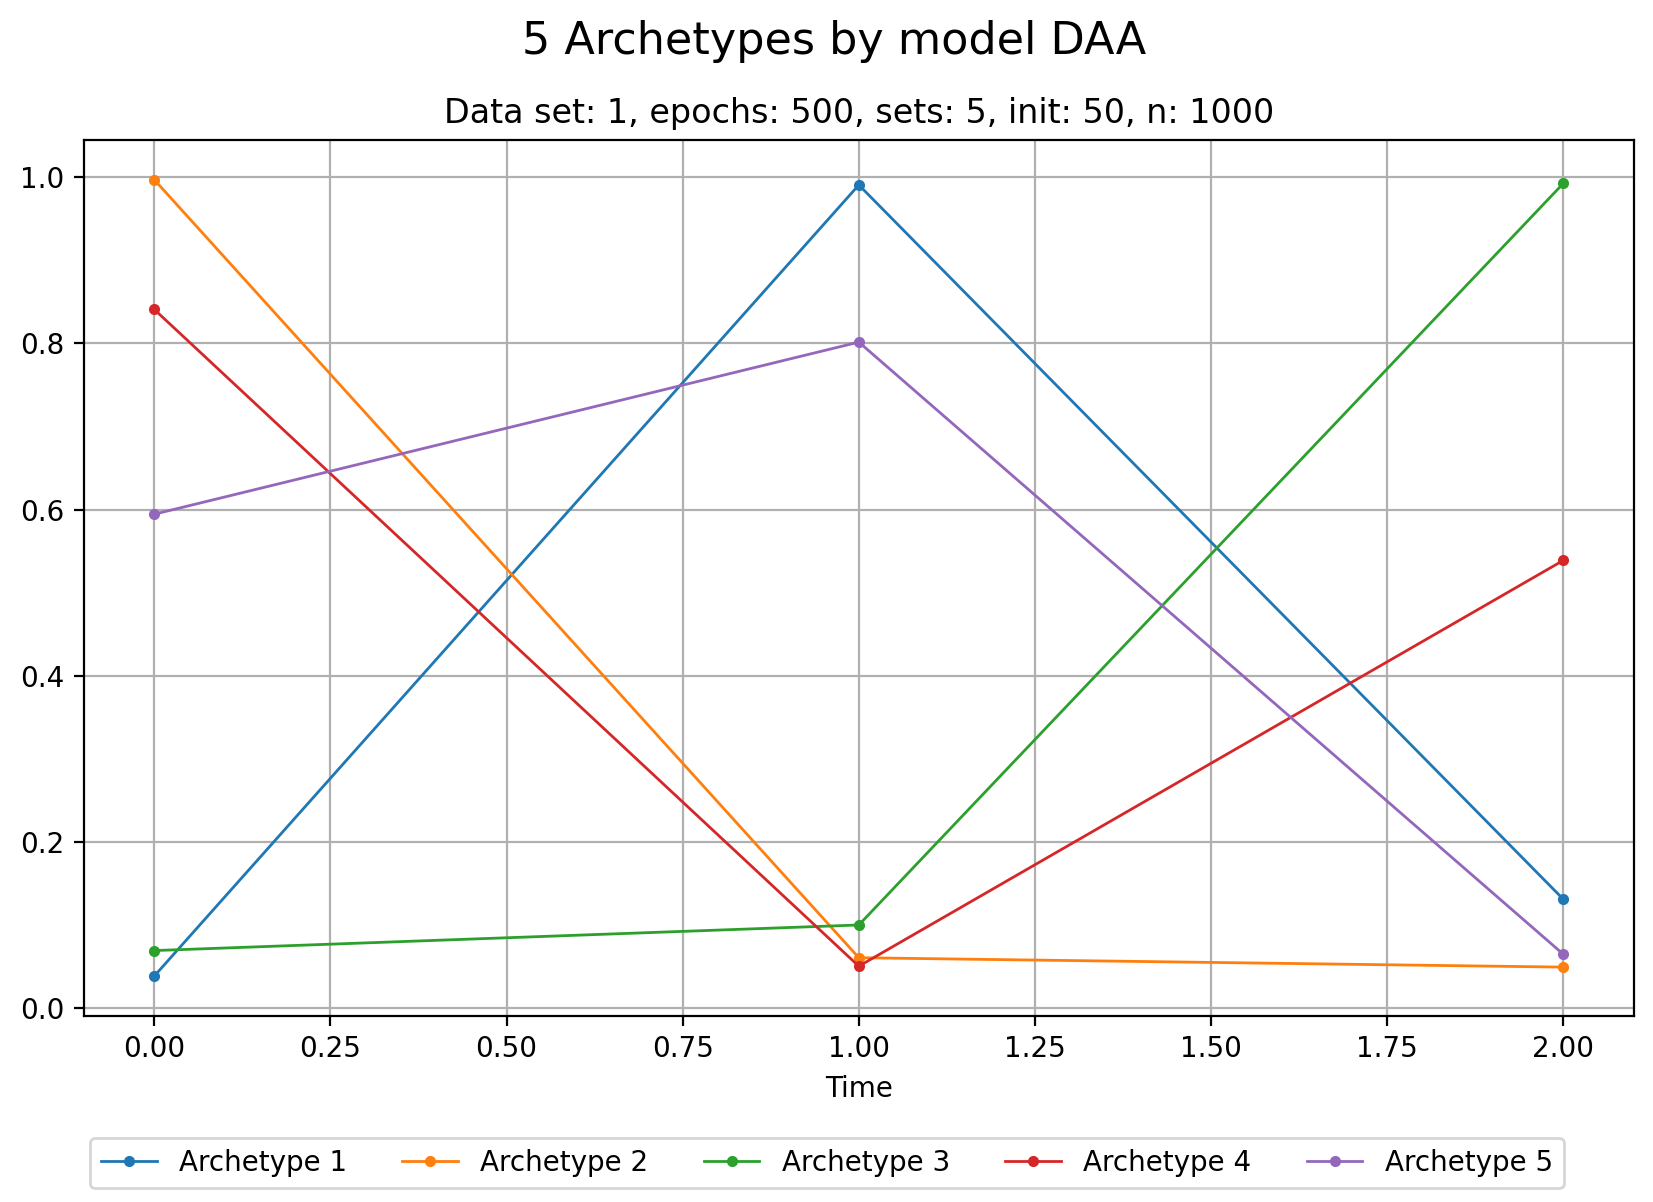 5 Archetypes by model DAA
Data set: 1, epochs: 500, sets: 5, init: 50, n: 1000
1.0
0.8
0.6
0.4
0.2
0.0
0.00 0.25 0.50 0.75 1.00 1.25 1.50 1.75 2.00
Time
Archetype 1 Archetype 2 Archetype 3 Archetype 4 Archetype 5